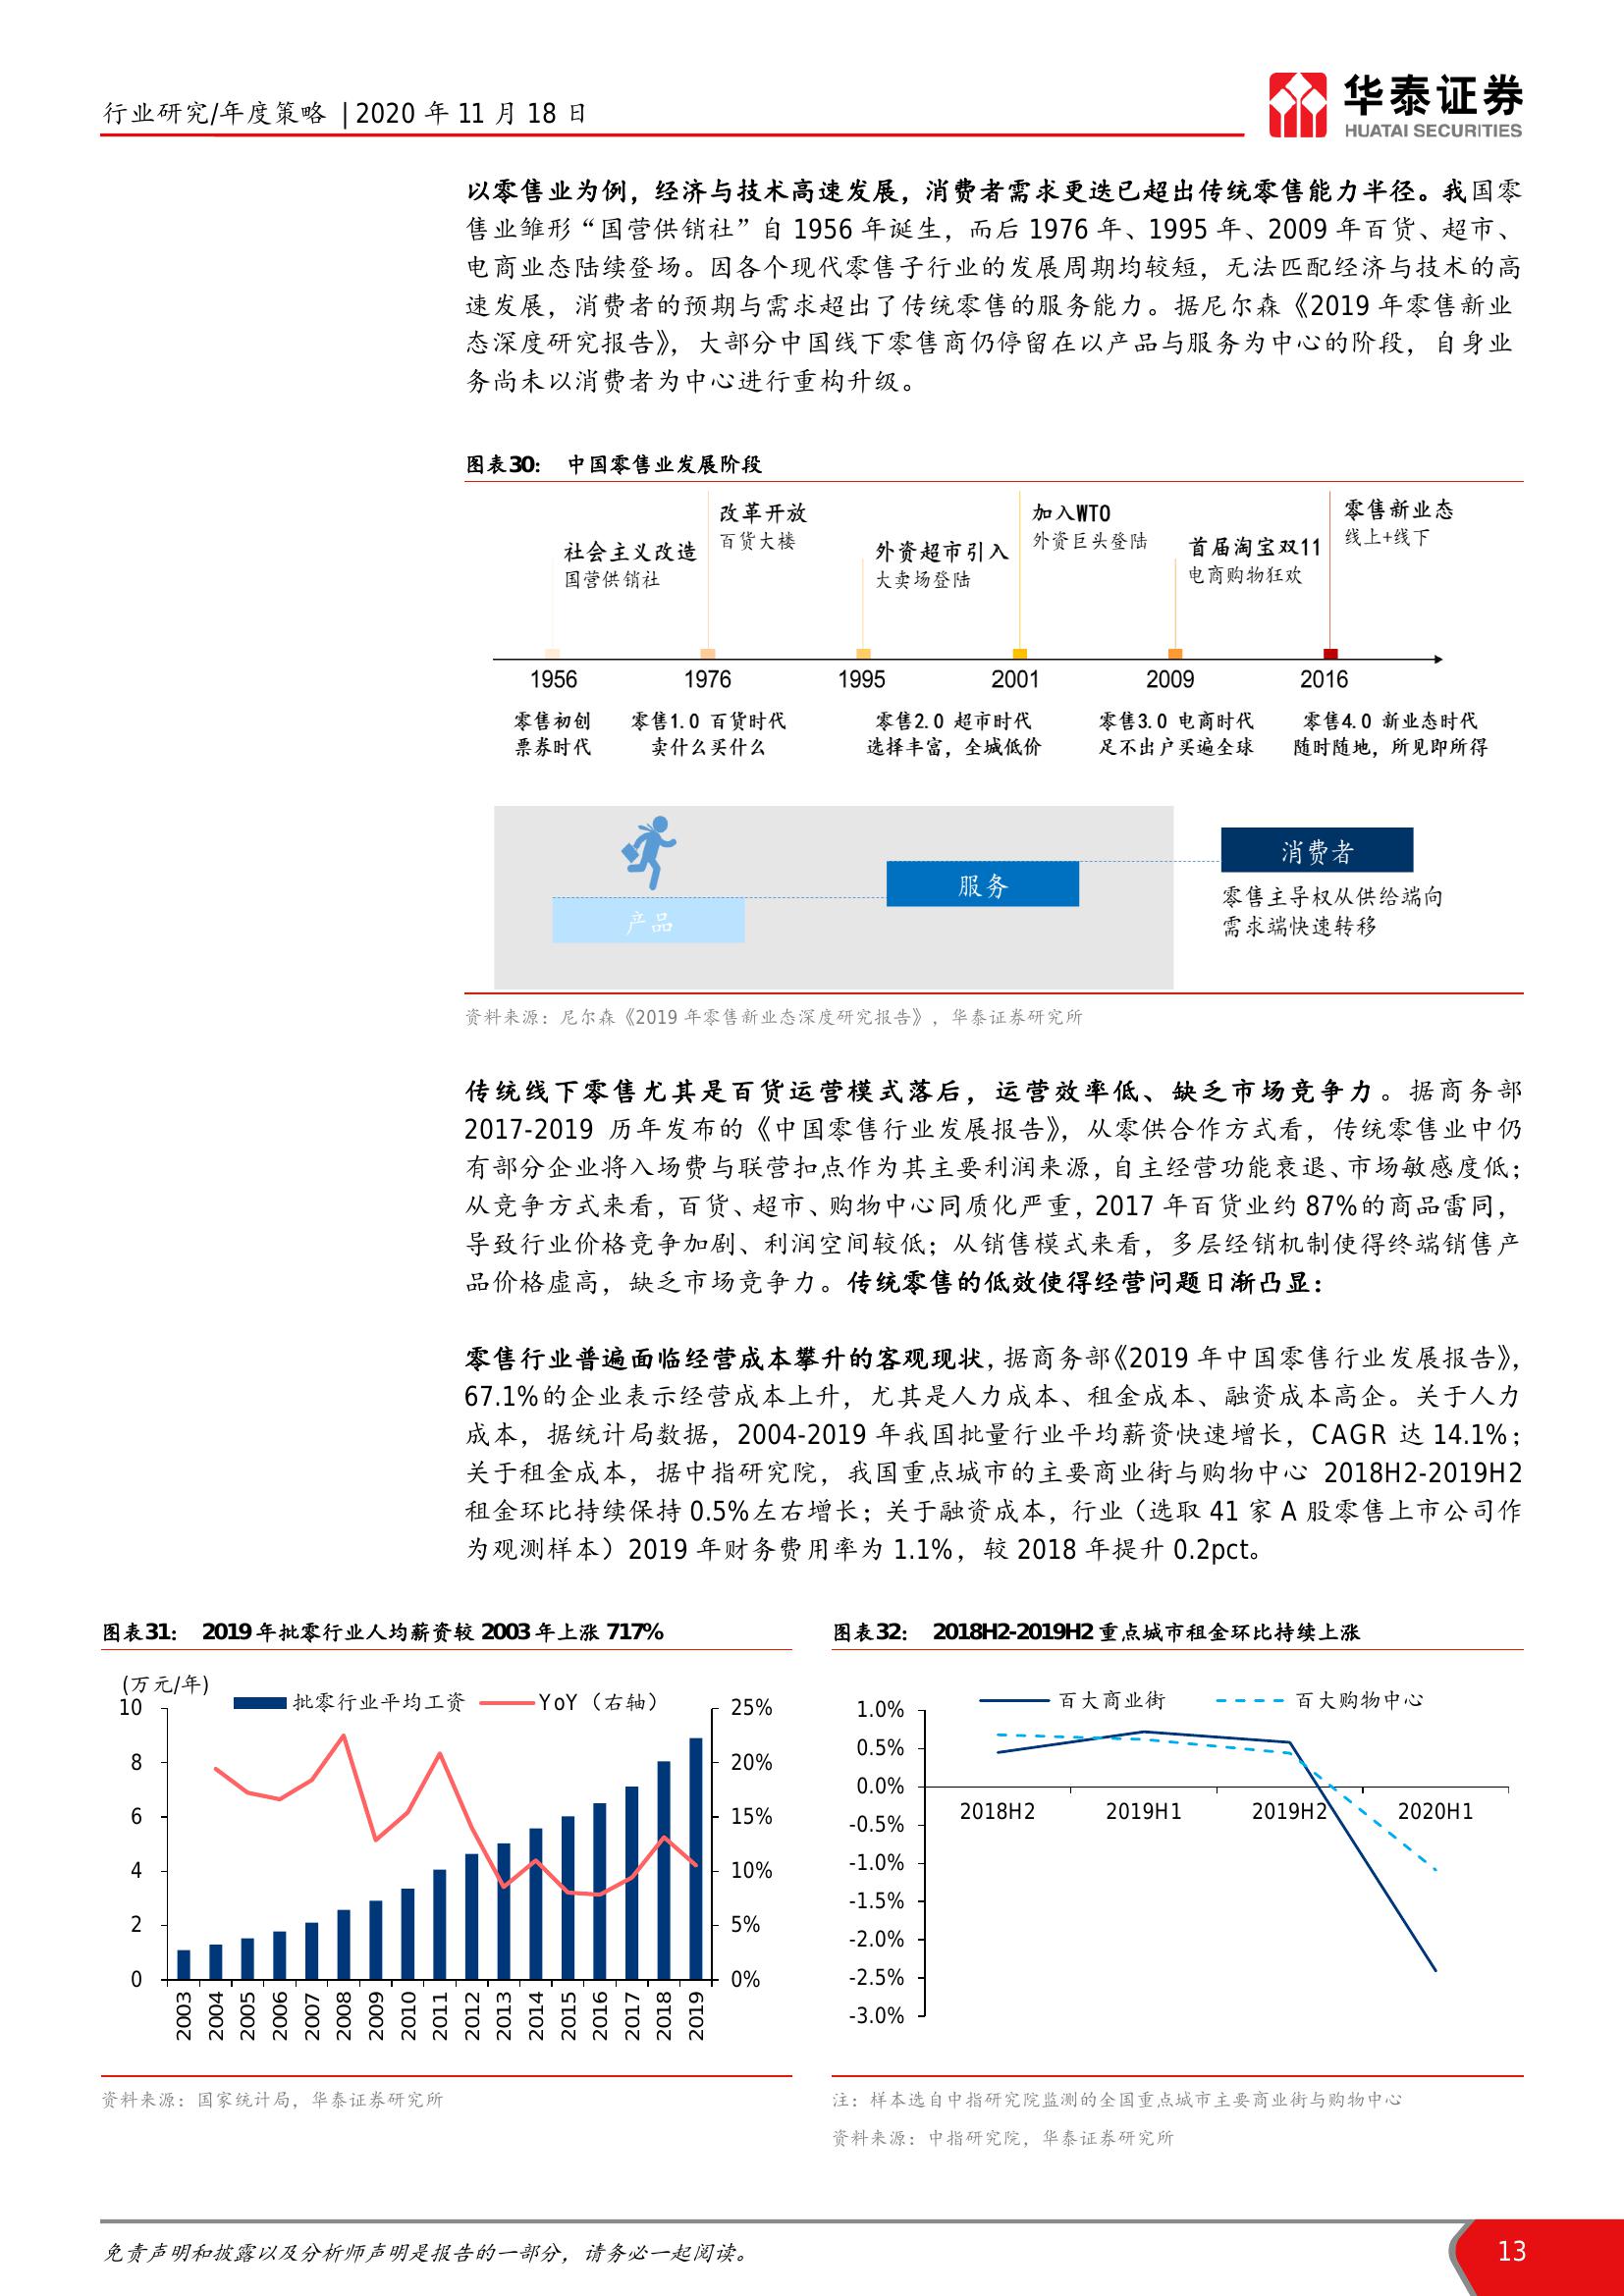 行业研究/年度策略 | 2020 年 11 月 18 日
华泰证券
HUATAI SECURITIES
以零售业为例，经济与技术高速发展，消费者需求更迭已超出传统零售能力半径。我国零
售业雏形“国营供销社”自 1956 年诞生，而后 1976 年、1995 年、2009 年百货、超市、
电商业态陆续登场。因各个现代零售子行业的发展周期均较短，无法匹配经济与技术的高
速发展，消费者的预期与需求超出了传统零售的服务能力。据尼尔森《2019 年零售新业
态深度研究报告》，大部分中国线下零售商仍停留在以产品与服务为中心的阶段，自身业
务尚未以消费者为中心进行重构升级。
图表30： 中国零售业发展阶段
社会主义改造
国营供销社
改革开放
百货大楼
外资超市引入
大卖场登陆
加入WTO
外资巨头登陆
首届淘宝双11
电商购物狂欢
零售新业态
线上+线下
1956 1976 1995 2001 2009 2016
零售初创 零售1.0 百货时代 零售2.0 超市时代 零售3.0 电商时代 零售4.0 新业态时代
票券时代 卖什么买什么 选择丰富，全城低价 足不出户买遍全球 随时随地，所见即所得
产品
服务
消费者
零售主导权从供给端向
需求端快速转移
资料来源：尼尔森《2019 年零售新业态深度研究报告》，华泰证券研究所
传统线下零售尤其是百货运营模式落后，运营效率低、缺乏市场竞争力。据商务部
2017-2019 历年发布的《中国零售行业发展报告》，从零供合作方式看，传统零售业中仍
有部分企业将入场费与联营扣点作为其主要利润来源，自主经营功能衰退、市场敏感度低；
从竞争方式来看，百货、超市、购物中心同质化严重，2017 年百货业约 87%的商品雷同，
导致行业价格竞争加剧、利润空间较低；从销售模式来看，多层经销机制使得终端销售产
品价格虚高，缺乏市场竞争力。传统零售的低效使得经营问题日渐凸显：
零售行业普遍面临经营成本攀升的客观现状，据商务部《2019 年中国零售行业发展报告》，
67.1%的企业表示经营成本上升，尤其是人力成本、租金成本、融资成本高企。关于人力
成本，据统计局数据，2004-2019 年我国批量行业平均薪资快速增长，CAGR 达 14.1%；
关于租金成本，据中指研究院，我国重点城市的主要商业街与购物中心 2018H2-2019H2
租金环比持续保持 0.5%左右增长；关于融资成本，行业（选取 41 家 A 股零售上市公司作
为观测样本）2019 年财务费用率为 1.1%，较 2018 年提升 0.2pct。
图表31： 2019 年批零行业人均薪资较 2003 年上涨 717%
(万元/年)
批零行业平均工资 YoY（右轴）
10 25%
8 20%
6 15%
4 10%
2 5%
0 0%
2003 2004 2005 2006 2007 2008 2009 2010 2011 2012 2013 2014 2015 2016 2017 2018 2019
资料来源：国家统计局，华泰证券研究所
图表32： 2018H2-2019H2 重点城市租金环比持续上涨
百大商业街 百大购物中心
1.0%
0.5%
0.0%
2018H2 2019H1 2019H2 2020H1
-0.5%
-1.0%
-1.5%
-2.0%
-2.5%
-3.0%
注：样本选自中指研究院监测的全国重点城市主要商业街与购物中心
资料来源：中指研究院，华泰证券研究所
免责声明和披露以及分析师声明是报告的一部分，请务必一起阅读。
13